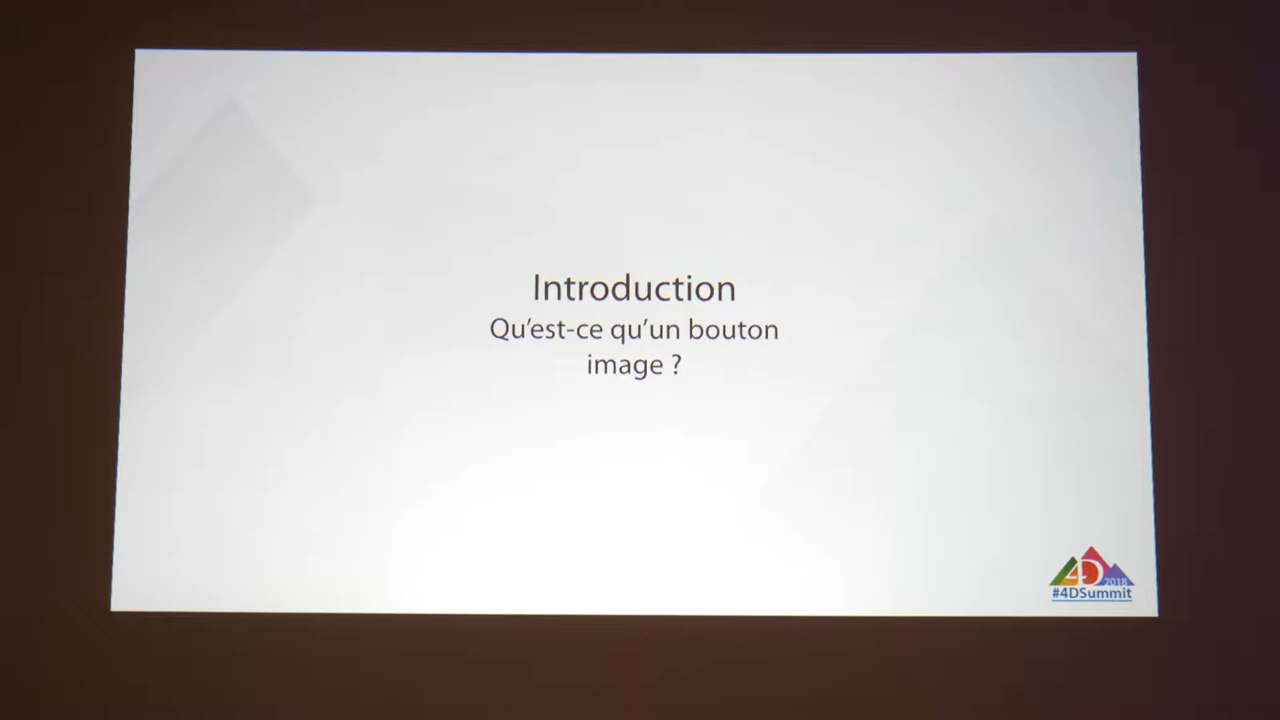 Introduction
Qu'est-ce qu'un bouton
image ?
4D
2018
#4DSummit